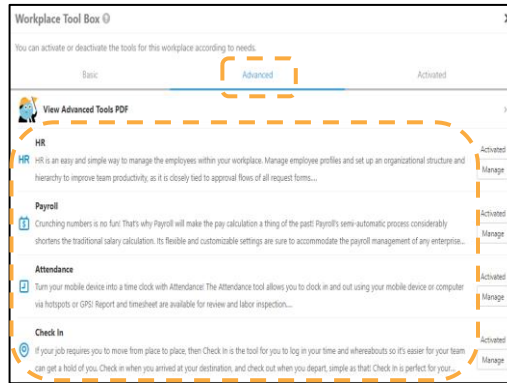 Workplace Tool Box
You can activate or deactivate the tools for this workplace according to needs.
Basic Advanced Activated
View Advanced Tools PDF
HR
HR HR is an easy and simple way to manage the employees within your workplace. Manage employee profiles and set up an organizational structure and
hierarchy to improve team productivity, as it is closely tied to approval flows of all request forms....
Activated
Manage
Payroll
Crunching numbers is no fun! That's why Payroll will make the pay calculation a thing of the past! Payroll's semi-automatic process considerably
shortens the traditional salary calculation. Its flexible and customizable settings are sure to accommodate the payroll management of any enterprise...
Activated
Manage
Attendance
Turn your mobile device into a time clock with Attendance! The Attendance tool allows you to clock in and out using your mobile device or computer
via hotspots or GPS! Report and timesheet are available for review and labor inspection....
Activated
Manage
Check In
If your job requires you to move from place to place, then Check In is the tool for you to log in your time and whereabouts so it's easier for your team
can get a hold of you. Check in when you arrived at your destination, and check out when you depart, simple as that! Check In is perfect for your...
Activated
Manage